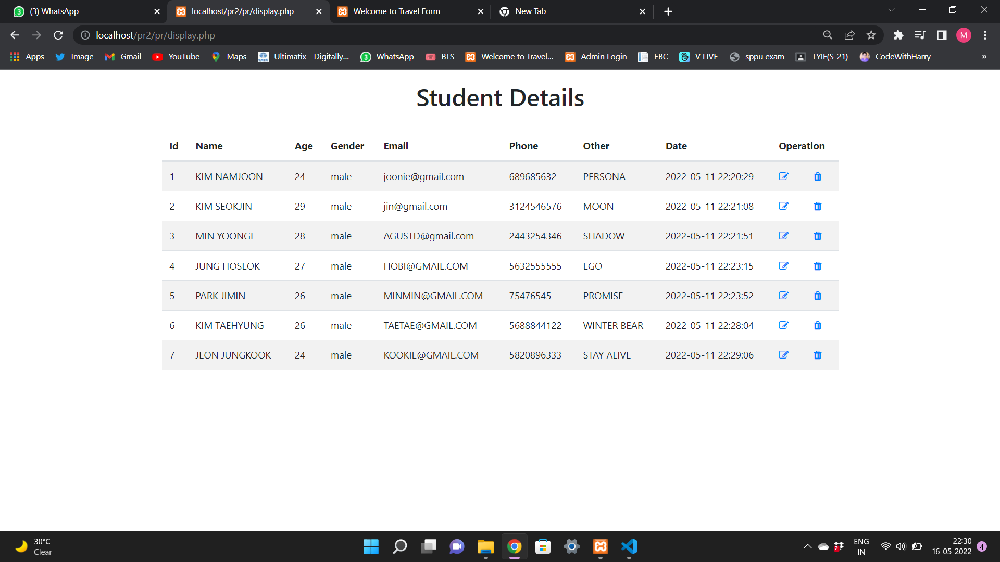 (3) WhatsApp localhost/pr2/pr/display.php Welcome to Travel Form New Tab
localhost/pr2/pr/display.php M
Apps Image Gmail YouTube Maps Ultimatix - Digitally... WhatsApp BTS Welcome to Travel... Admin Login EBC V LIVE sppu exam TYIF(S-21) CodeWithHarry »
Student Details
Id Name Age Gender Email Phone Other Date Operation
1 KIM NAMJOON 24 male joonie@gmail.com 689685632 PERSONA 2022-05-11 22:20:29
2 KIM SEOKJIN 29 male jin@gmail.com 3124546576 MOON 2022-05-11 22:21:08
3 MIN YOONGI 28 male AGUSTD@gmail.com 2443254346 SHADOW 2022-05-11 22:21:51
4 JUNG HOSEOK 27 male HOBI@GMAIL.COM 5632555555 EGO 2022-05-11 22:23:15
5 PARK JIMIN 26 male MINMIN@GMAIL.COM 75476545 PROMISE 2022-05-11 22:23:52
6 KIM TAEHYUNG 26 male TAETAE@GMAIL.COM 5688844122 WINTER BEAR 2022-05-11 22:28:04
7 JEON JUNGKOOK 24 male KOOKIE@GMAIL.COM 5820896333 STAY ALIVE 2022-05-11 22:29:06
30°C ENG 22:30
Clear 2 IN 16-05-2022 4